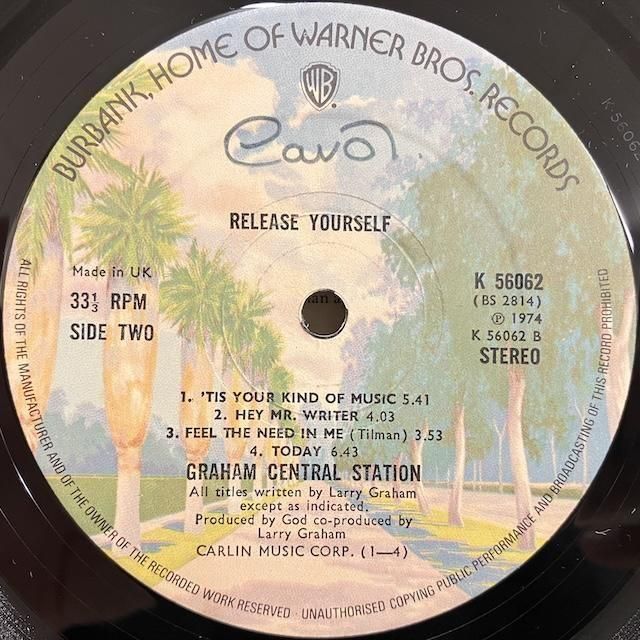 BURBANK, HOME OF WARNER BROS. RECORDS
WB
Carol
RELEASE YOURSELF
Made in UK
33⅓ RPM
SIDE TWO
K 56062
(BS 2814)
Ⓟ 1974
K 56062 B
STEREO
1. 'TIS YOUR KIND OF MUSIC 5.41
2. HEY MR. WRITER 4.03
3. FEEL THE NEED IN ME (Tilman) 3.53
4. TODAY 6.43
GRAHAM CENTRAL STATION
All titles written by Larry Graham
except as indicated.
Produced by God co-produced by
Larry Graham
CARLIN MUSIC CORP. (1—4)
ALL RIGHTS OF THE MANUFACTURER AND OF THE OWNER OF THE RECORDED WORK RESERVED · UNAUTHORISED COPYING PUBLIC PERFORMANCE AND BROADCASTING OF THIS RECORD PROHIBITED